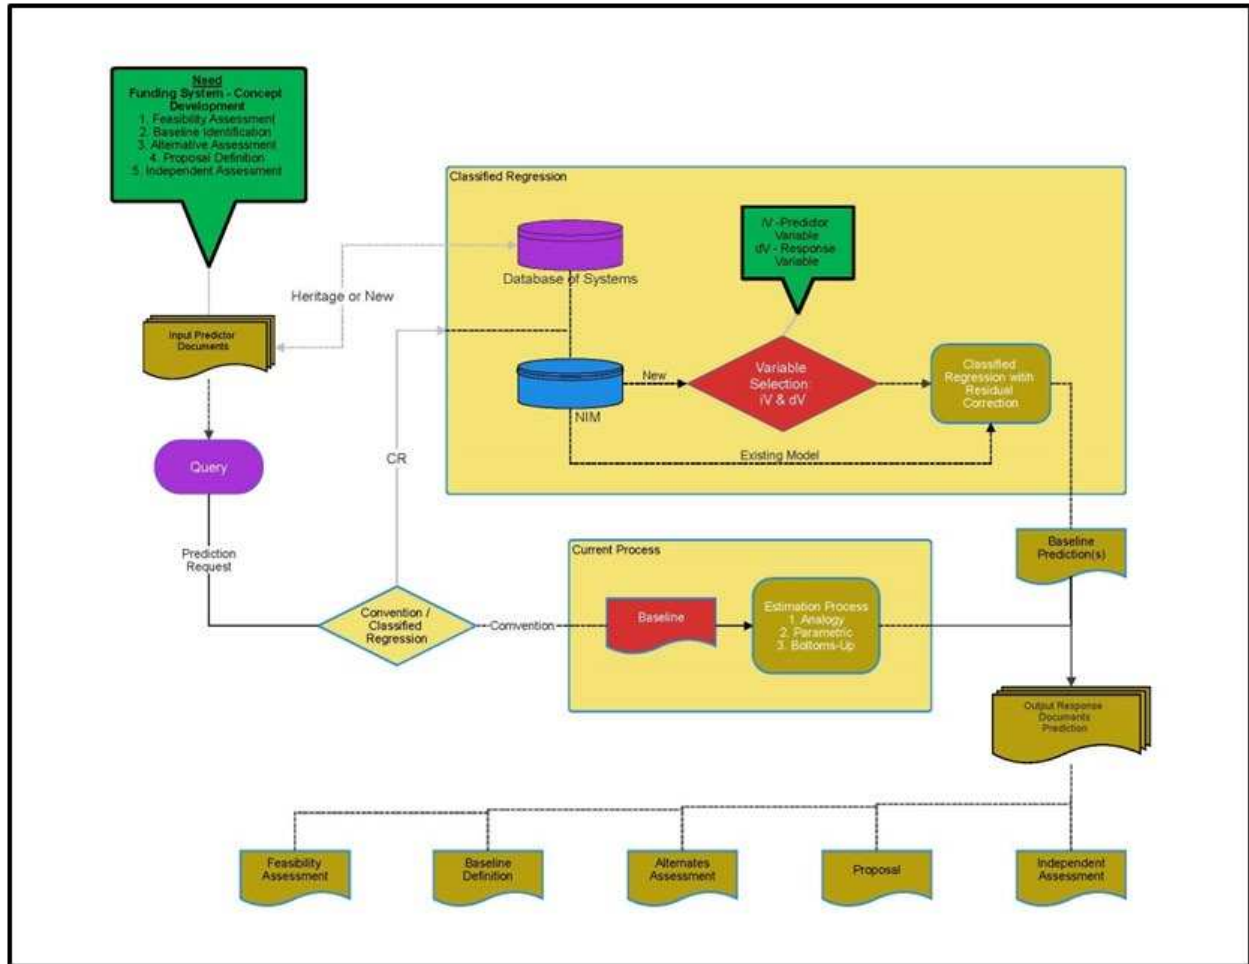 Need
Funding System - Concept
Development
1. Feasibility Assessment
2. Baseline Identification
3. Alternative Assessment
4. Proposal Definition
5. Independent Assessment
Classified Regression
iV -Predictor
Variable
dV - Response
Variable
Database of Systems
Heritage or New
Input Predictor
Documents
New
Variable
Selection:
iV & dV
Classified
Regression witih
Residual
Correction
NIM
Existing Model
CR
Query
Prediction
Request
Baseline
Prediction(s)
Current Process
Convention /
Classified
Regression
Comvention
Baseline
Estimation Process
1. Analogy
2. Parametric
3. Bottoms-Up
Output Response
Documents
Prediction
Feasibility
Assessment
Baseline
Definition
Alternates
Assessment
Proposal
Independent
Assessment